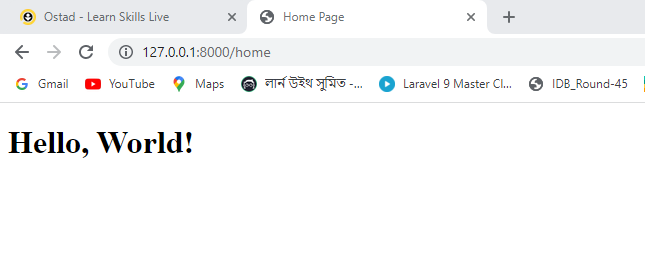 Ostad - Learn Skills Live
Home Page
127.0.0.1:8000/home
Gmail YouTube Maps লার্ন উইথ সুমিত -... Laravel 9 Master Cl... IDB_Round-45
Hello, World!